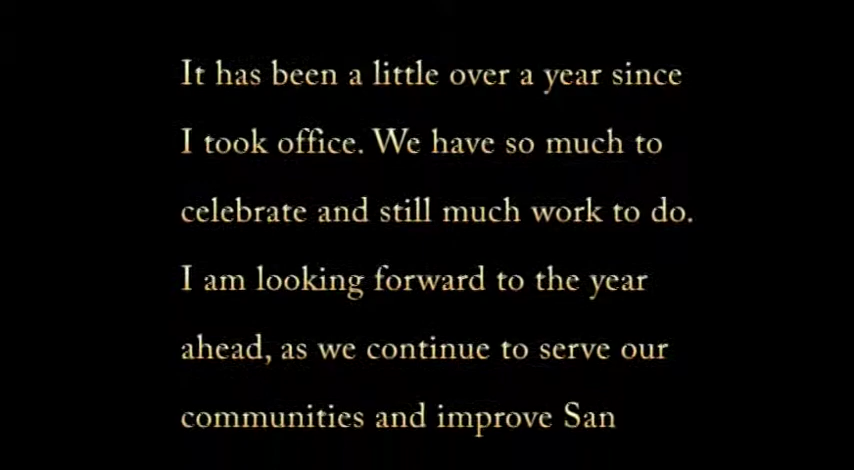 It has been a little over a year since
I took office. We have so much to
celebrate and still much work to do.
I am looking forward to the year
ahead, as we continue to serve our
communities and improve San